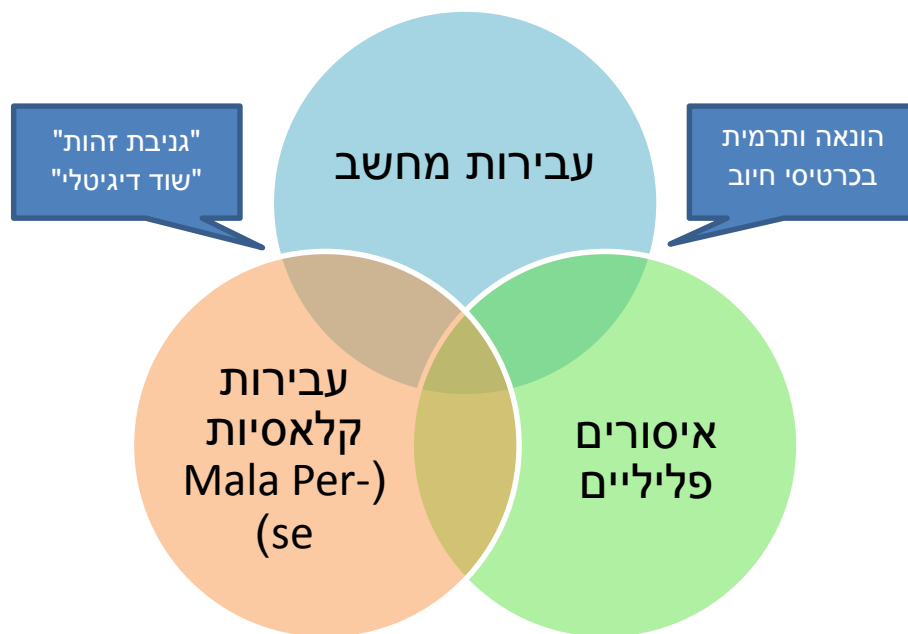 הונאה ותרמית
בכרטיסי חיוב
"גניבת זהות"
"שוד דיגיטלי"
עבירות מחשב
איסורים
פליליים
עבירות
קלאסיות
(Mala Per-
se)